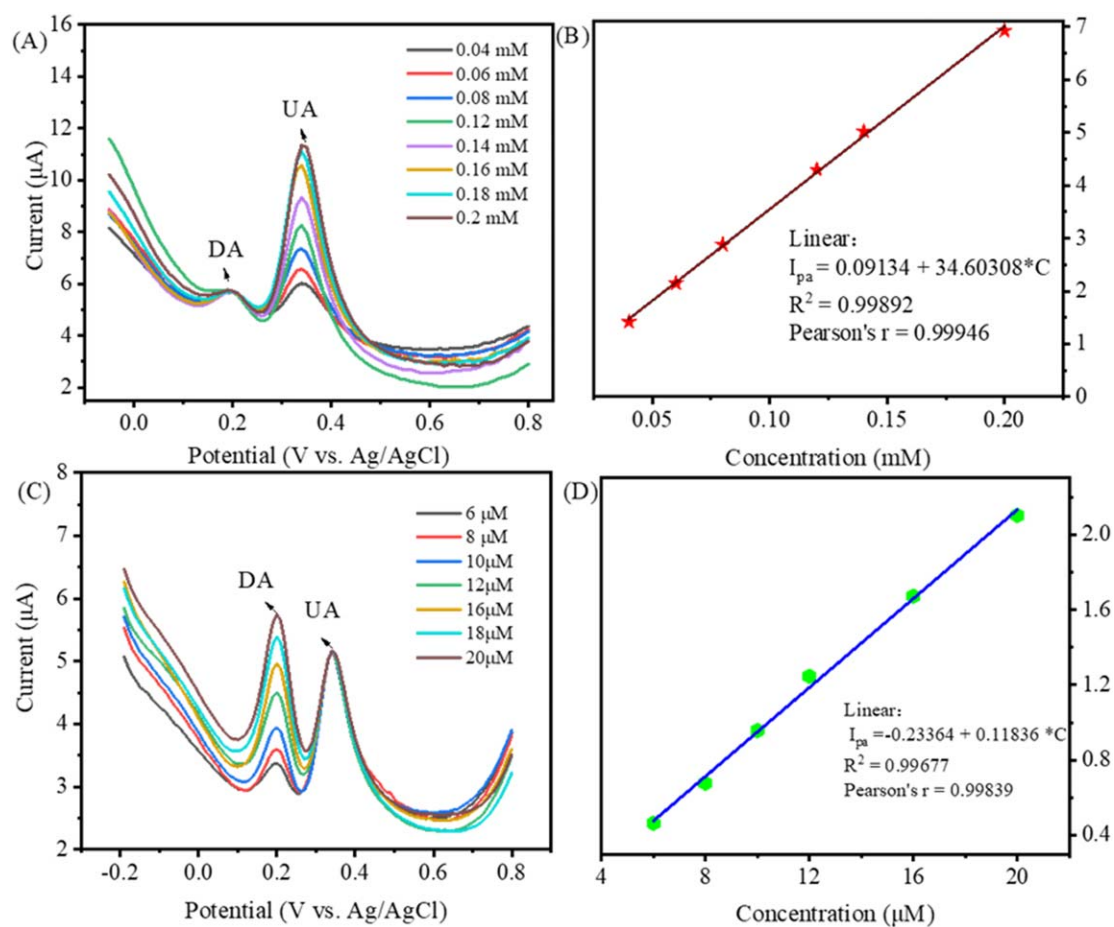 (A)
16
14
12
10
8
6
4
2
Current (μA)
DA
UA
0.04 mM
0.06 mM
0.08 mM
0.12 mM
0.14 mM
0.16 mM
0.18 mM
0.2 mM
0.0
0.2
0.4
0.6
0.8
Potential (V vs. Ag/AgCl)
(B)
7
6
5
4
3
2
1
0
Linear:
Ipa = 0.09134 + 34.60308*C
R² = 0.99892
Pearson's r = 0.99946
0.05
0.10
0.15
0.20
Concentration (mM)
(C)
8
7
6
5
4
3
2
Current (μA)
DA
UA
6 μM
8 μM
10μM
12μM
16μM
18μM
20μM
-0.2
0.0
0.2
0.4
0.6
0.8
Potential (V vs. Ag/AgCl)
(D)
2.0
1.6
1.2
0.8
0.4
Linear:
Ipa =-0.23364 + 0.11836 *C
R² = 0.99677
Pearson's r = 0.99839
4
8
12
16
20
Concentration (μM)